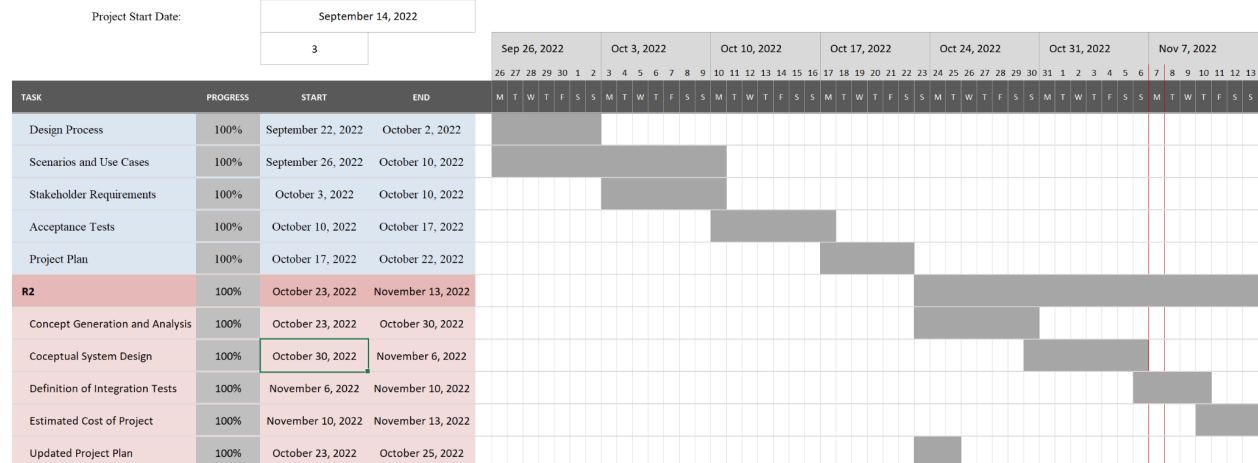 Project Start Date: September 14, 2022
3
Sep 26, 2022 Oct 3, 2022 Oct 10, 2022 Oct 17, 2022 Oct 24, 2022 Oct 31, 2022 Nov 7, 2022
26 27 28 29 30 1 2 3 4 5 6 7 8 9 10 11 12 13 14 15 16 17 18 19 20 21 22 23 24 25 26 27 28 29 30 31 1 2 3 4 5 6 7 8 9 10 11 12 13
TASK PROGRESS START END M T W T F S S M T W T F S S M T W T F S S M T W T F S S M T W T F S S M T W T F S S M T W T F S S
Design Process 100% September 22, 2022 October 2, 2022
Scenarios and Use Cases 100% September 26, 2022 October 10, 2022
Stakeholder Requirements 100% October 3, 2022 October 10, 2022
Acceptance Tests 100% October 10, 2022 October 17, 2022
Project Plan 100% October 17, 2022 October 22, 2022
R2 100% October 23, 2022 November 13, 2022
Concept Generation and Analysis 100% October 23, 2022 October 30, 2022
Coceptual System Design 100% October 30, 2022 November 6, 2022
Definition of Integration Tests 100% November 6, 2022 November 10, 2022
Estimated Cost of Project 100% November 10, 2022 November 13, 2022
Updated Project Plan 100% October 23, 2022 October 25, 2022